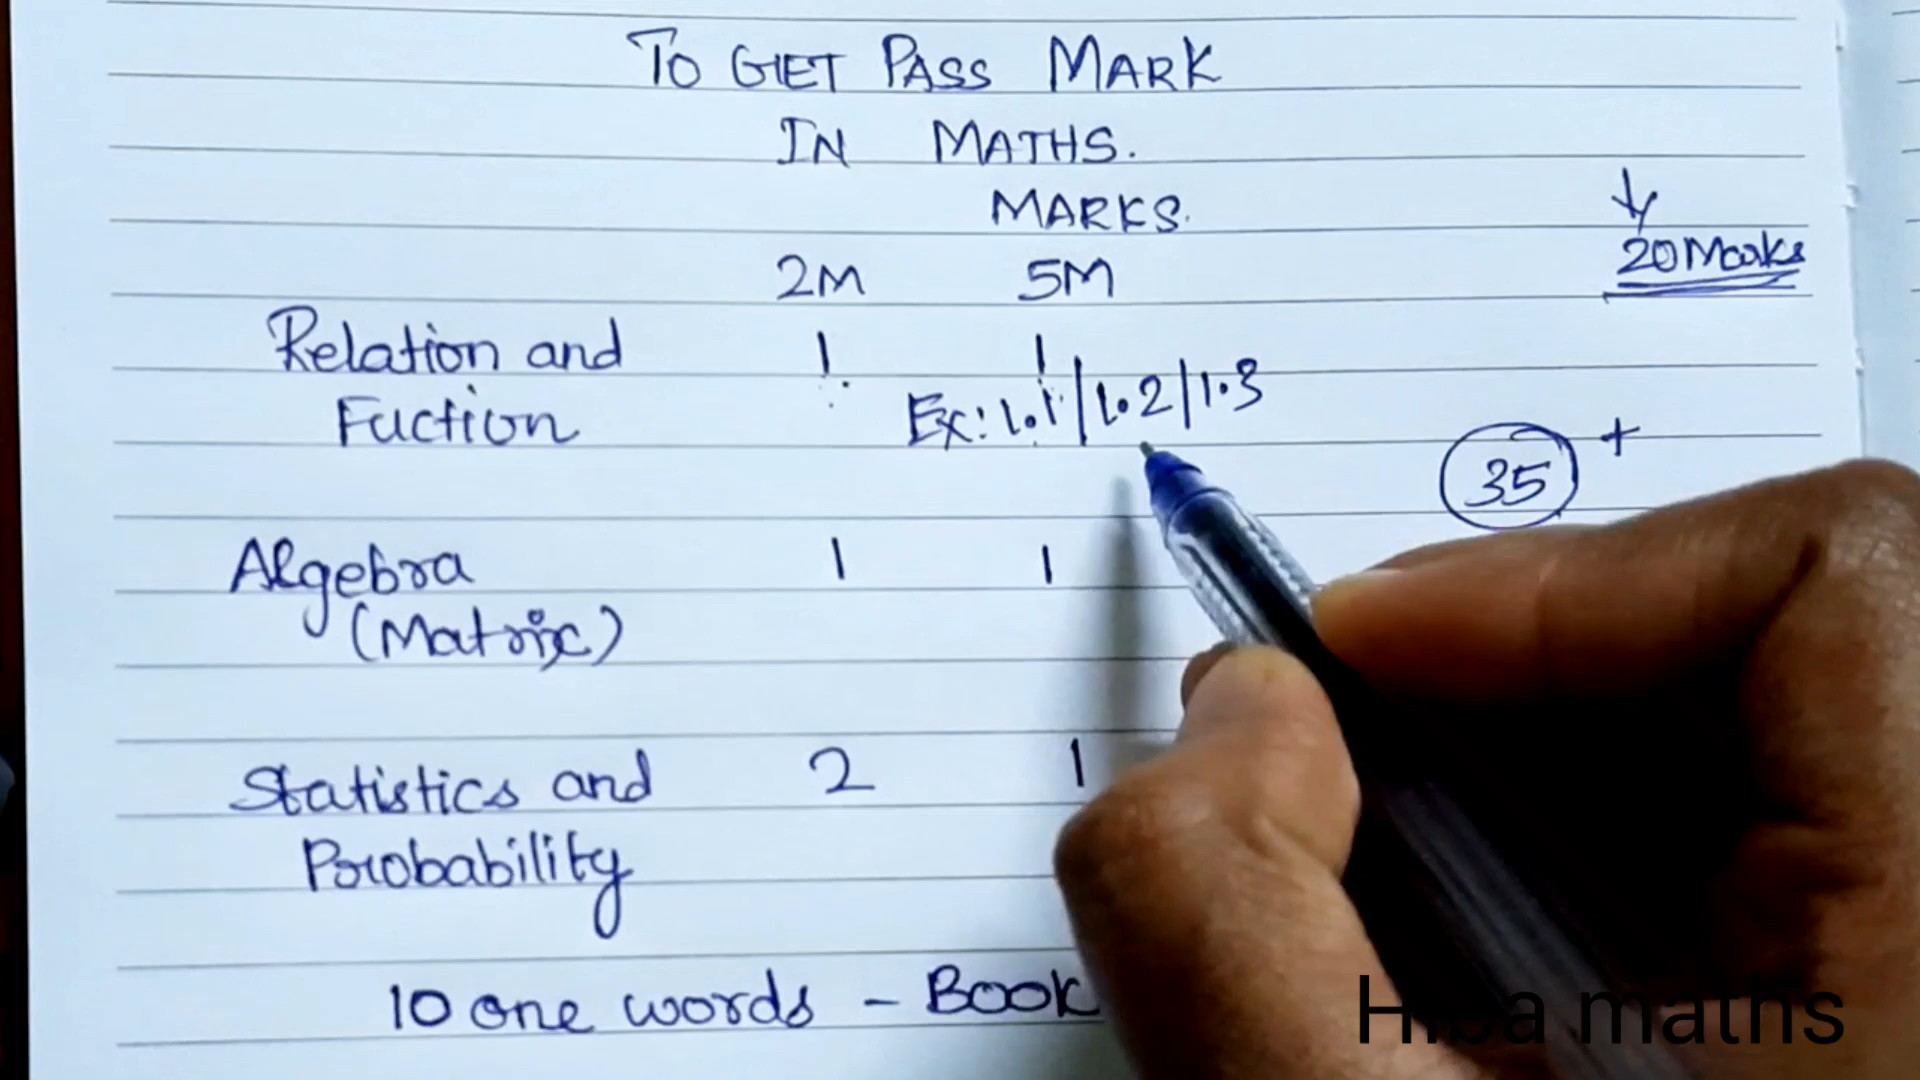 TO GET PASS MARK
IN MATHS.
MARKS.
20 Marks
2M 5M
Relation and 1 1
Fuction Ex: 1.1/1.2/1.3
35 +
Algebra 1 1
(Matrix)
Statistics and 2 1
Probability
10 one words - Book
Hiba maths